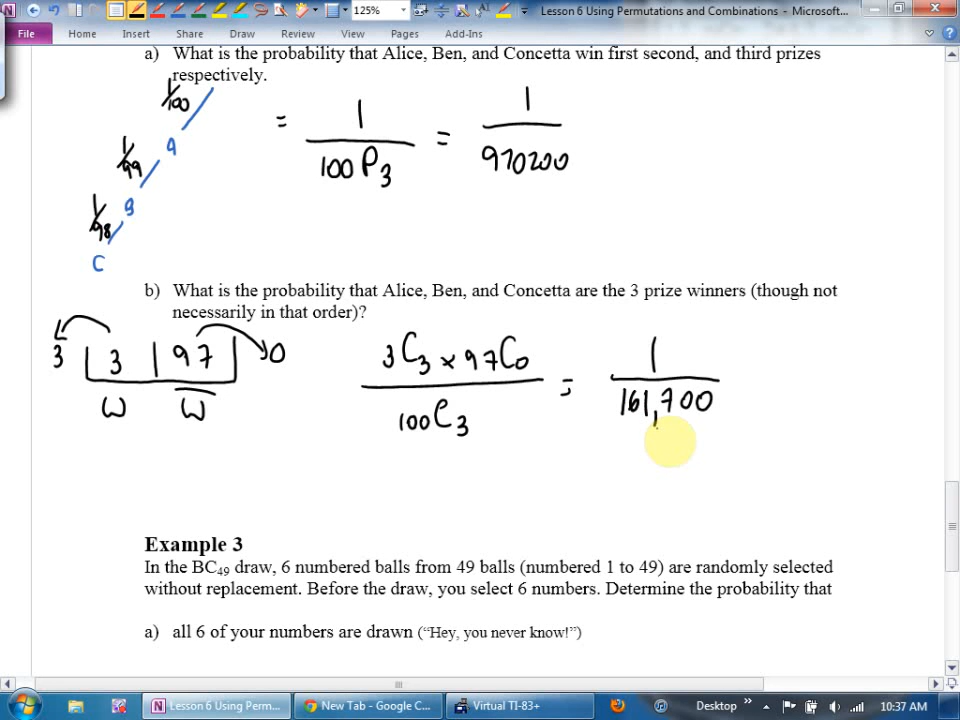 125%
Lesson 6 Using Permutations and Combinations - Microsoft...
File Home Insert Share Draw Review View Pages Add-Ins
a) What is the probability that Alice, Ben, and Concetta win first second, and third prizes
respectively.
1/100
A
1/99
B
1/98
C
= 1 / 100P3 = 1 / 970200
b) What is the probability that Alice, Ben, and Concetta are the 3 prize winners (though not
necessarily in that order)?
3 | 3 | 97 | 0
W W̅
3C3 × 97C0 / 100C3 = 1 / 161,700
Example 3
In the BC49 draw, 6 numbered balls from 49 balls (numbered 1 to 49) are randomly selected
without replacement. Before the draw, you select 6 numbers. Determine the probability that
a) all 6 of your numbers are drawn (“Hey, you never know!”)
Lesson 6 Using Perm... New Tab - Google C... Virtual TI-83+ Desktop » 10:37 AM